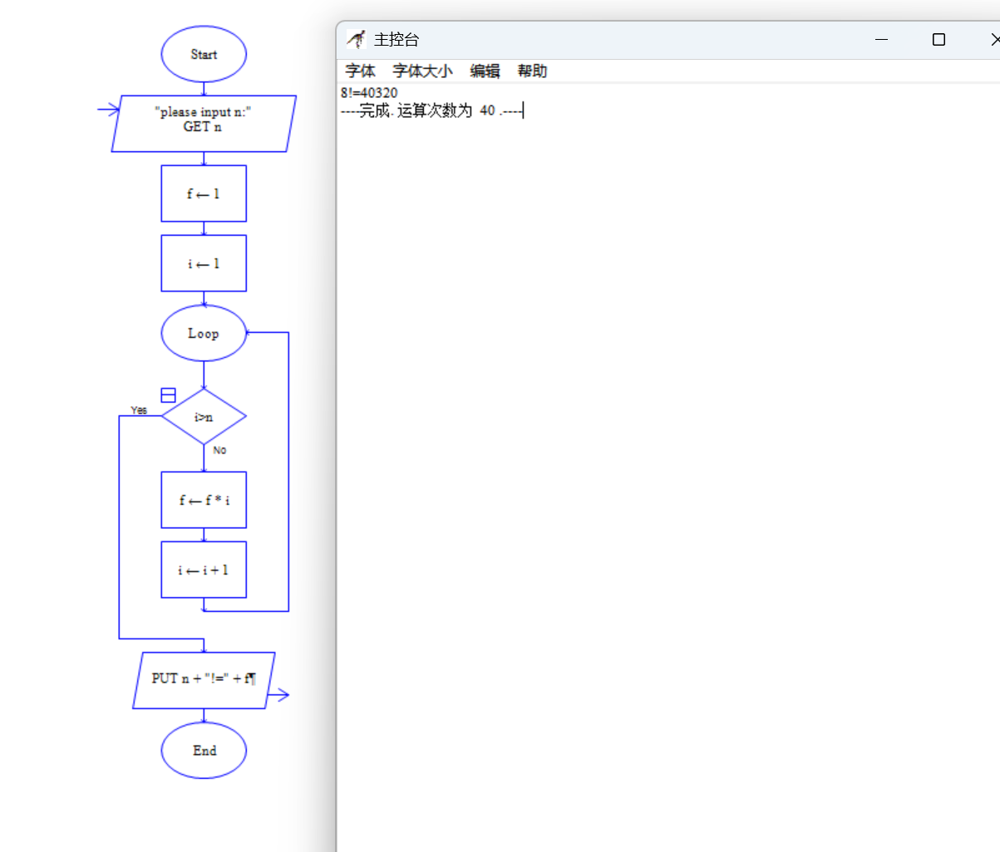 Start
"please input n:"
GET n
f ← 1
i ← 1
Loop
Yes
i>n
No
f ← f * i
i ← i + 1
PUT n + "!=" + f¶
End
主控台
字体 字体大小 编辑 帮助
8!=40320
----完成. 运算次数为 40 .----